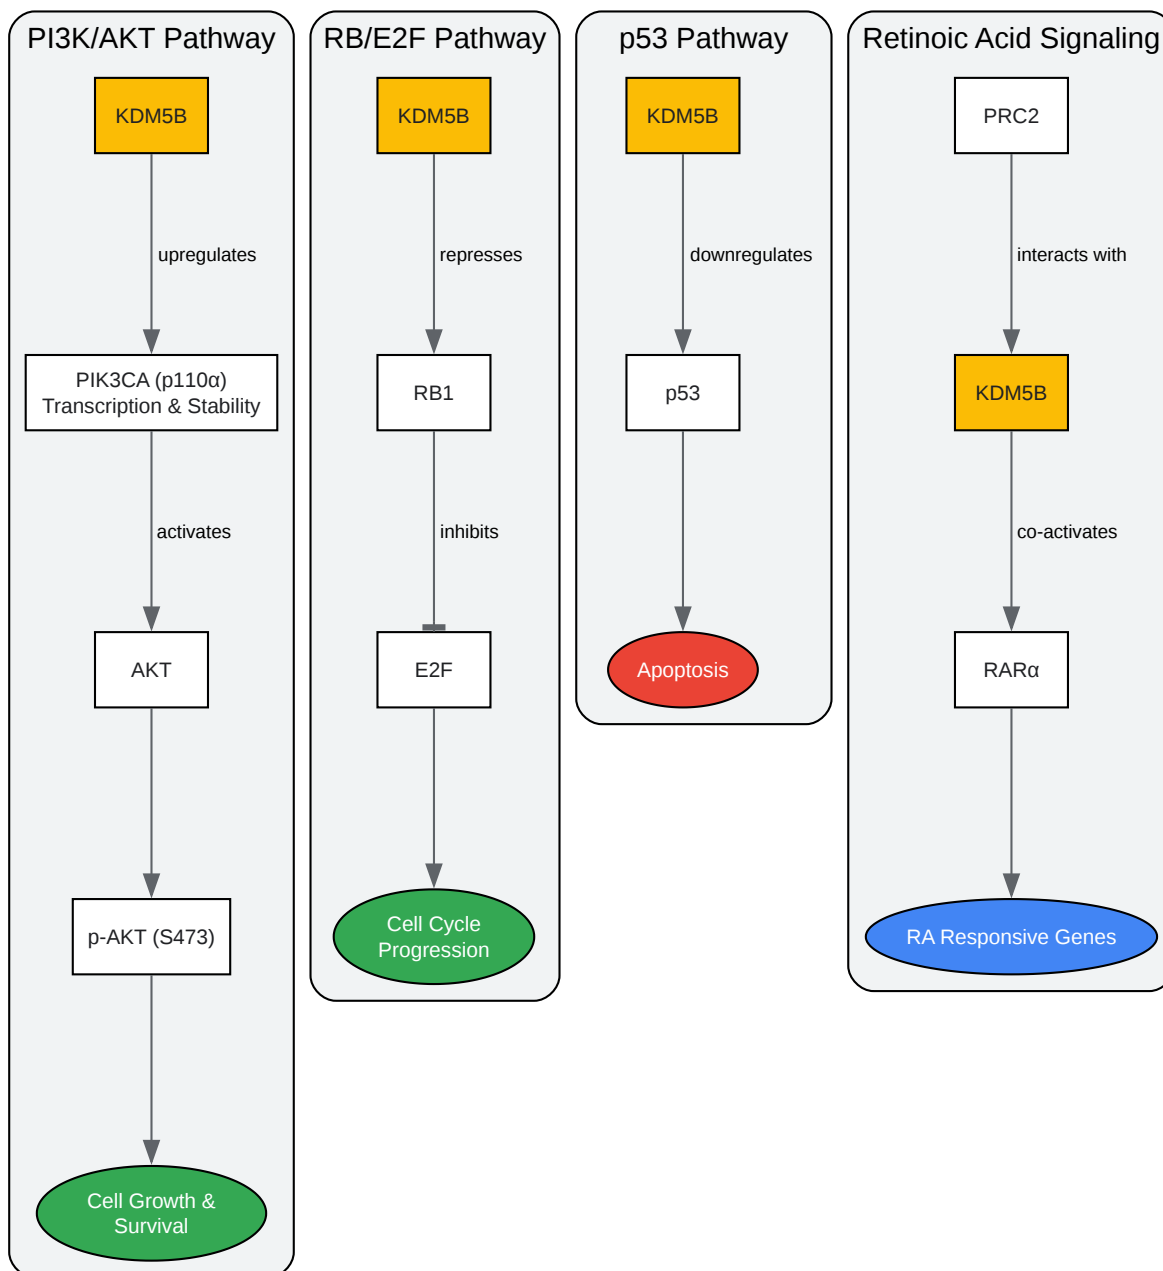 PI3K/AKT Pathway
KDM5B
upregulates
PIK3CA (p110α)
Transcription & Stability
activates
AKT
p-AKT (S473)
Cell Growth &
Survival
RB/E2F Pathway
KDM5B
represses
RB1
inhibits
E2F
Cell Cycle
Progression
p53 Pathway
KDM5B
downregulates
p53
Apoptosis
Retinoic Acid Signaling
PRC2
interacts with
KDM5B
co-activates
RARα
RA Responsive Genes